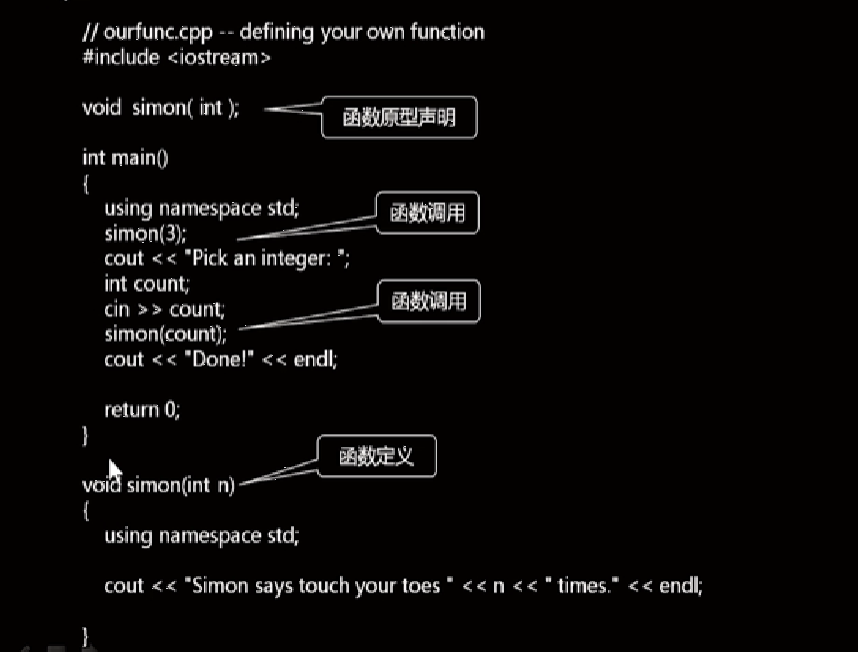 // ourfunc.cpp -- defining your own function
#include <iostream>
void simon( int );
函数原型声明
int main()
{
using namespace std;
函数调用
simon(3);
cout << "Pick an integer: ";
int count;
函数调用
cin >> count;
simon(count);
cout << "Done!" << endl;
return 0;
}
函数定义
void simon(int n)
{
using namespace std;
cout << "Simon says touch your toes " << n << " times." << endl;
}